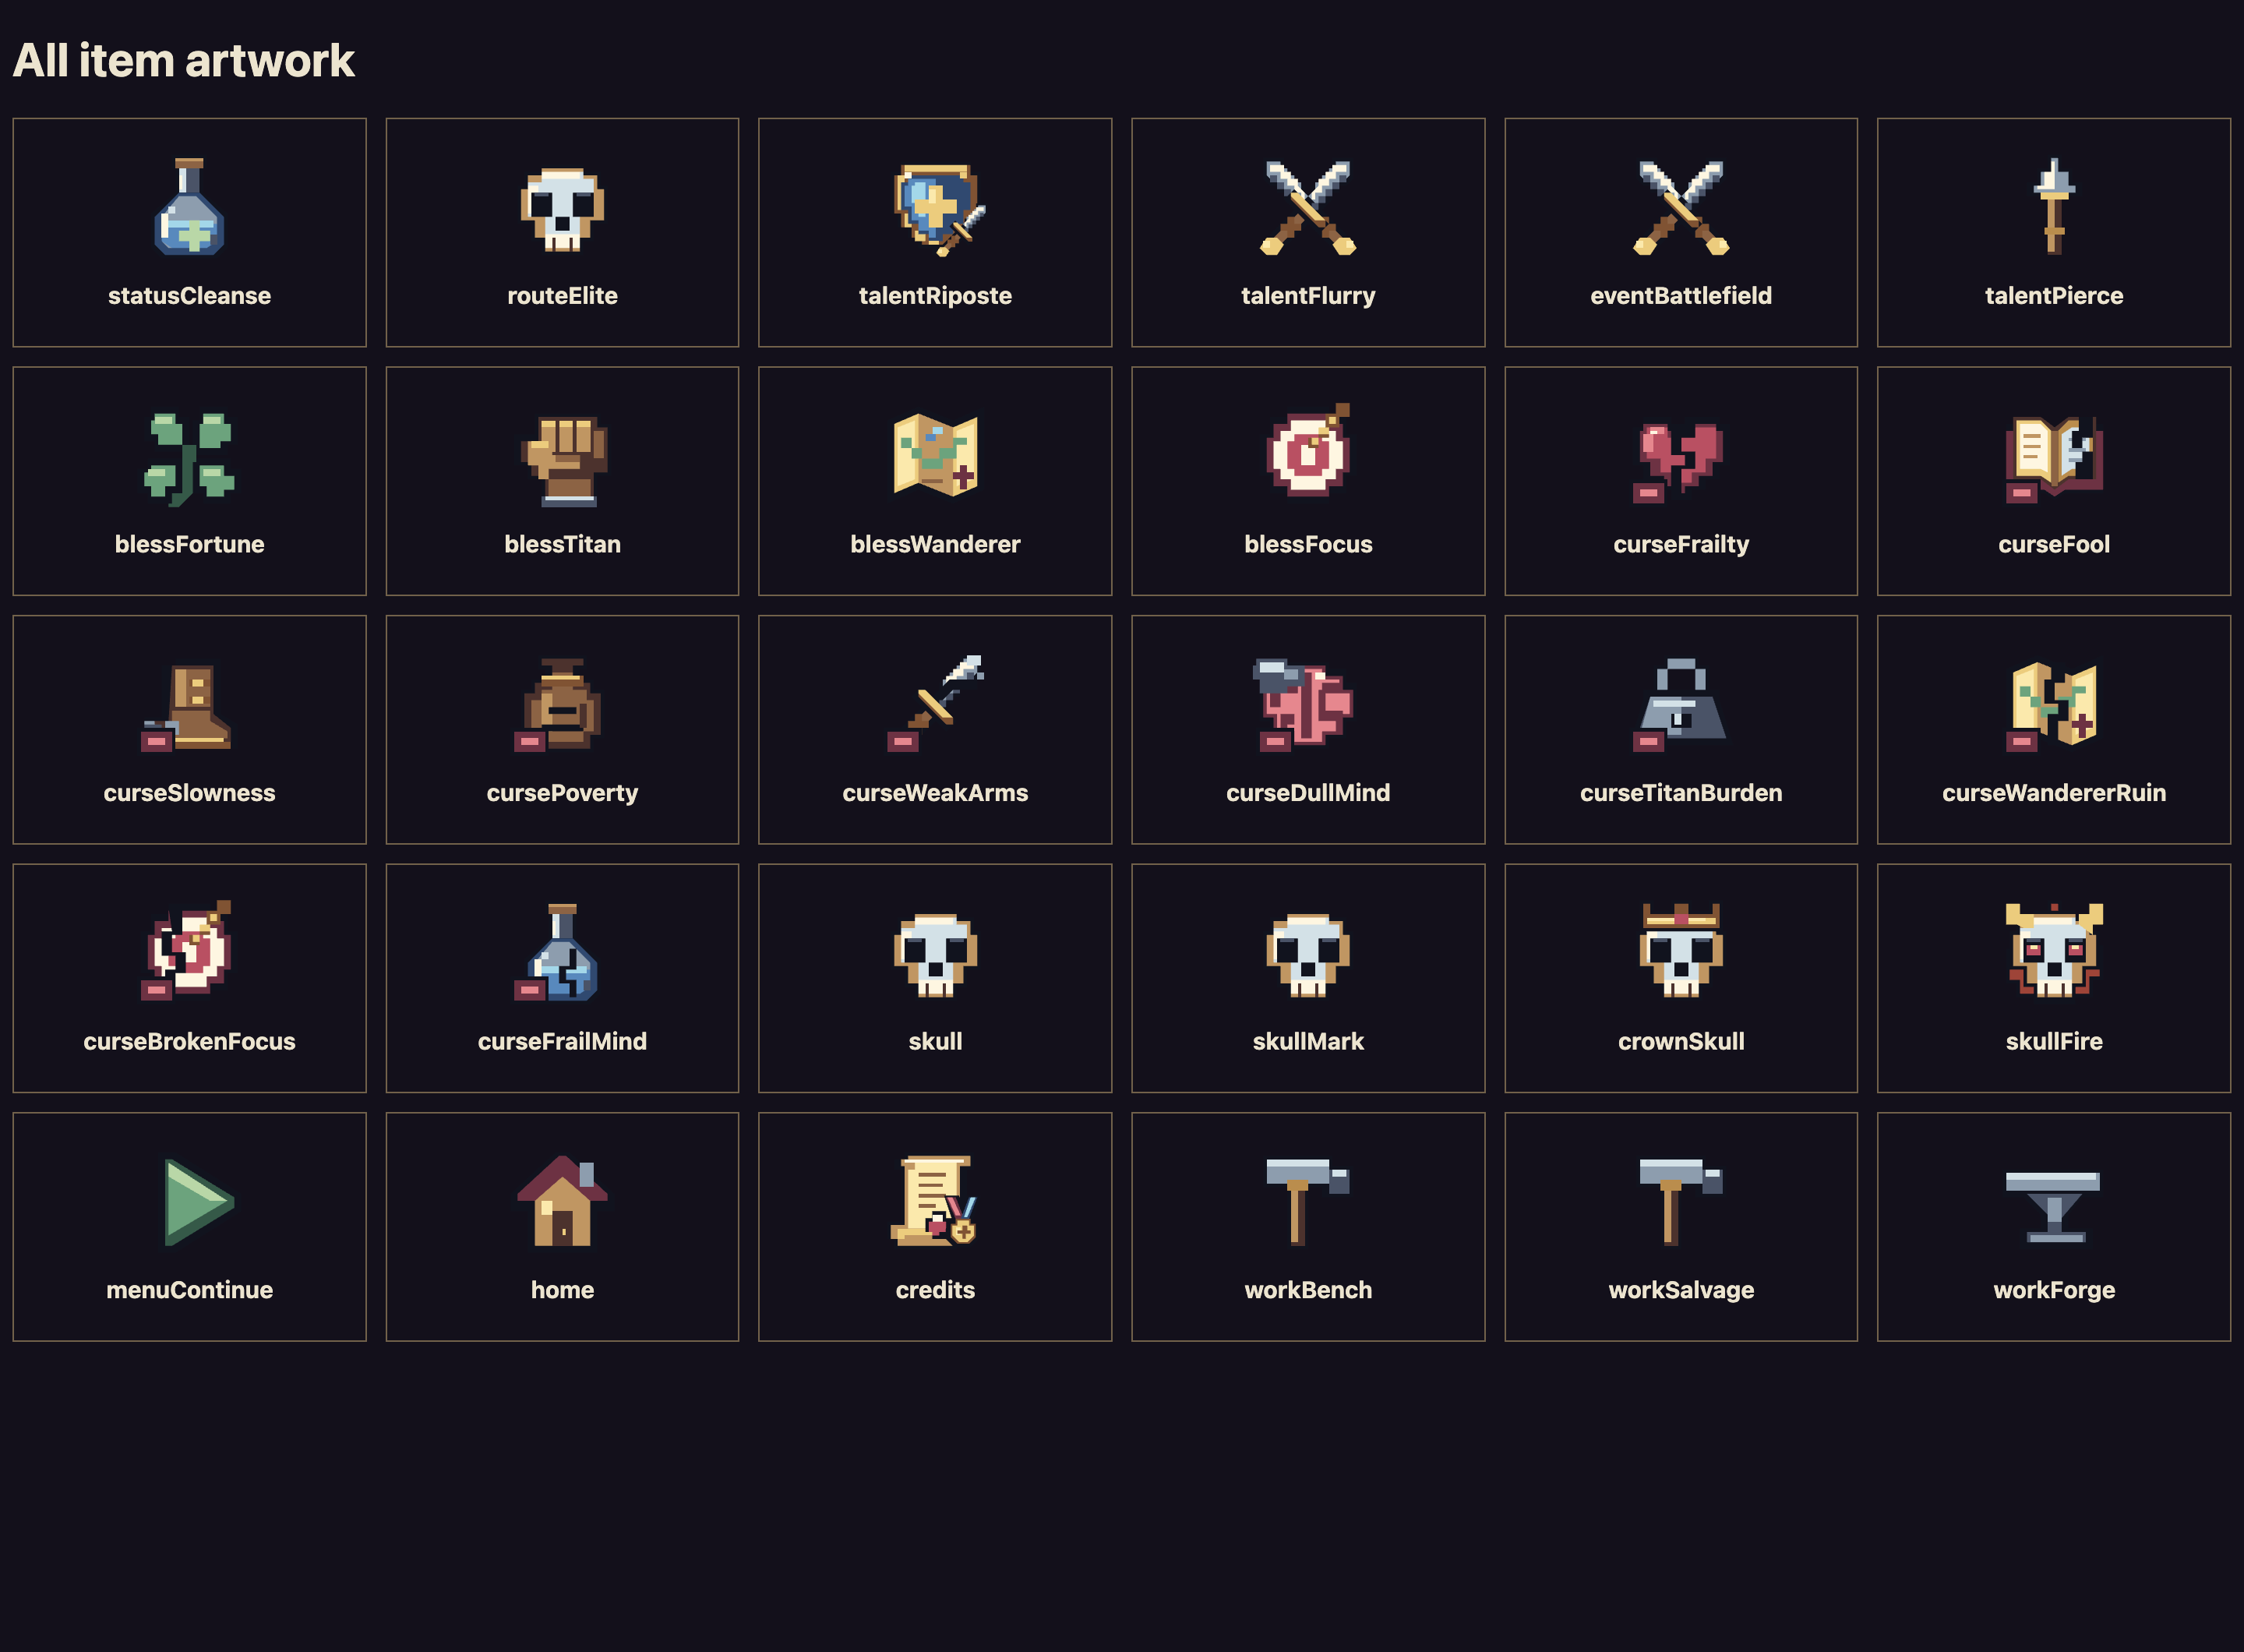 All item artwork
statusCleanse
routeElite
talentRiposte
talentFlurry
eventBattlefield
talentPierce
blessFortune
blessTitan
blessWanderer
blessFocus
curseFrailty
curseFool
curseSlowness
cursePoverty
curseWeakArms
curseDullMind
curseTitanBurden
curseWandererRuin
curseBrokenFocus
curseFrailMind
skull
skullMark
crownSkull
skullFire
menuContinue
home
credits
workBench
workSalvage
workForge